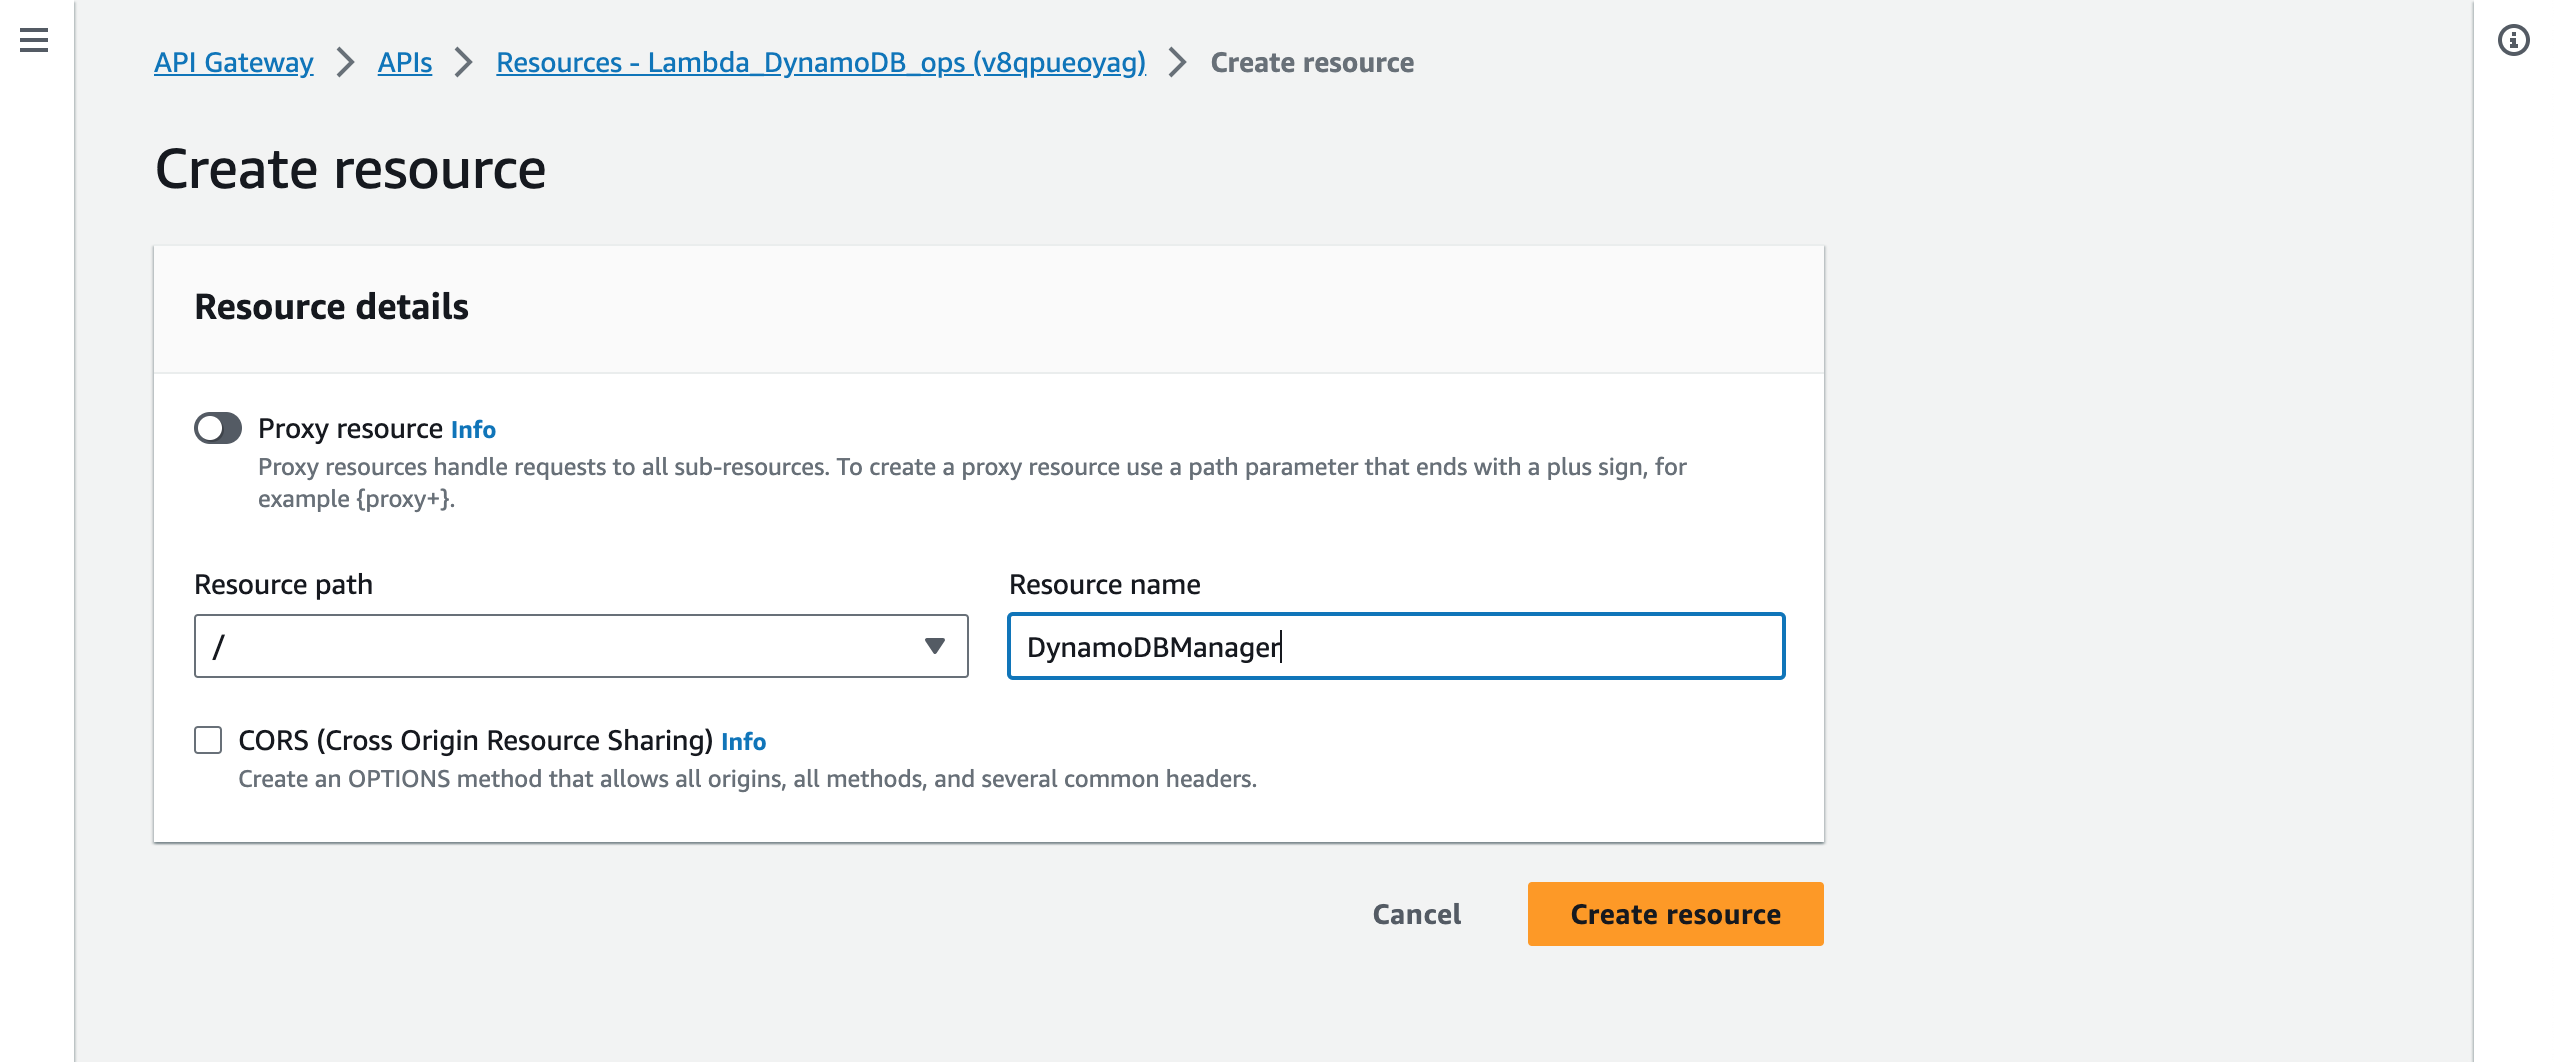 API Gateway > APIs > Resources - Lambda_DynamoDB_ops (v8qpueoyag) > Create resource
Create resource
Resource details
Proxy resource Info
Proxy resources handle requests to all sub-resources. To create a proxy resource use a path parameter that ends with a plus sign, for
example {proxy+}.
Resource path
Resource name
/
DynamoDBManager
CORS (Cross Origin Resource Sharing) Info
Create an OPTIONS method that allows all origins, all methods, and several common headers.
Cancel
Create resource